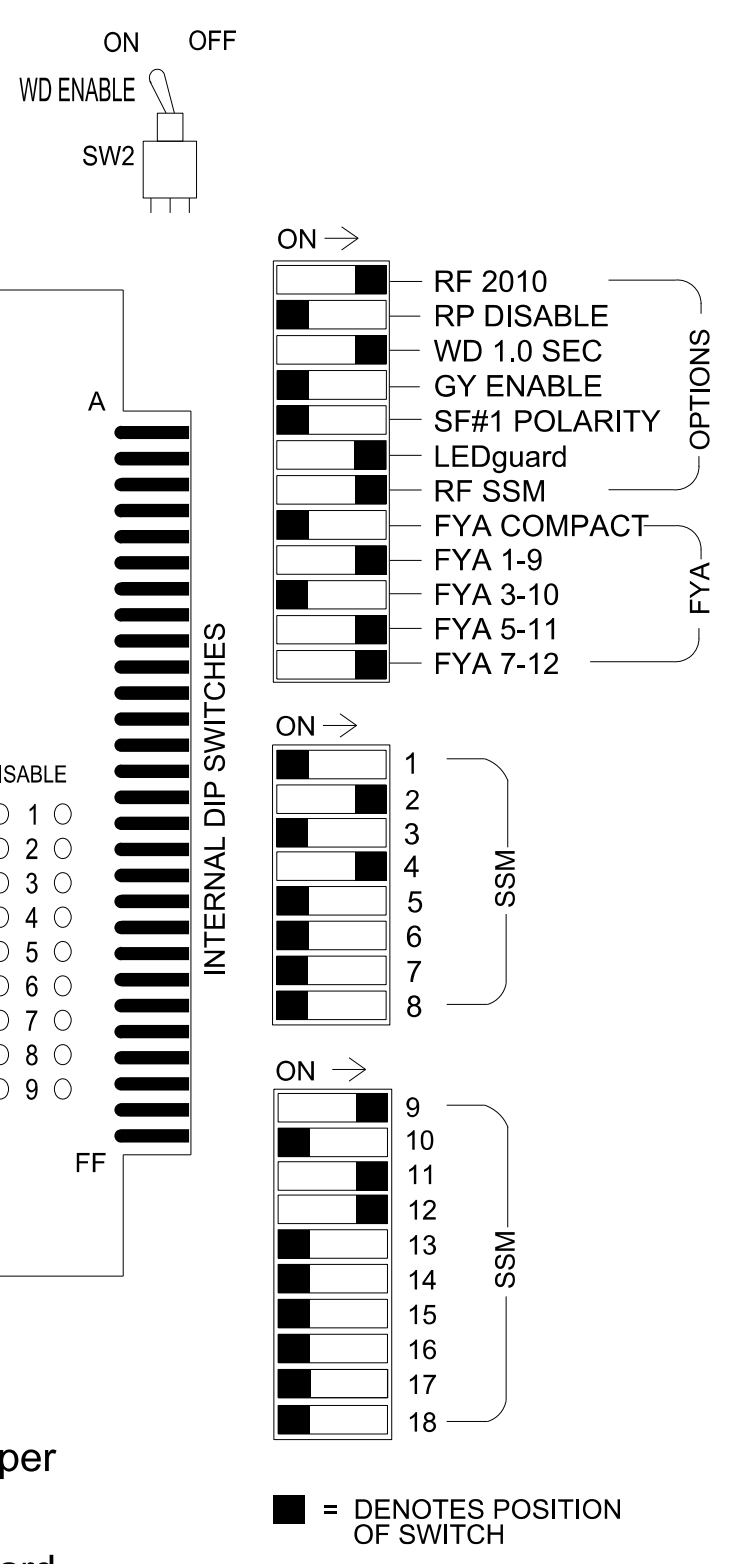 ON OFF
WD ENABLE
SW2
ON
RF 2010
RP DISABLE
WD 1.0 SEC
GY ENABLE
SF#1 POLARITY
LEDguard
RF SSM
OPTIONS
FYA COMPACT
FYA 1-9
FYA 3-10
FYA 5-11
FYA 7-12
FYA
A
FF
INTERNAL DIP SWITCHES
ISABLE
1
2
3
4
5
6
7
8
9
ON
1
2
3
4
5
6
7
8
SSM
ON
9
10
11
12
13
14
15
16
17
18
SSM
per
= DENOTES POSITION
OF SWITCH